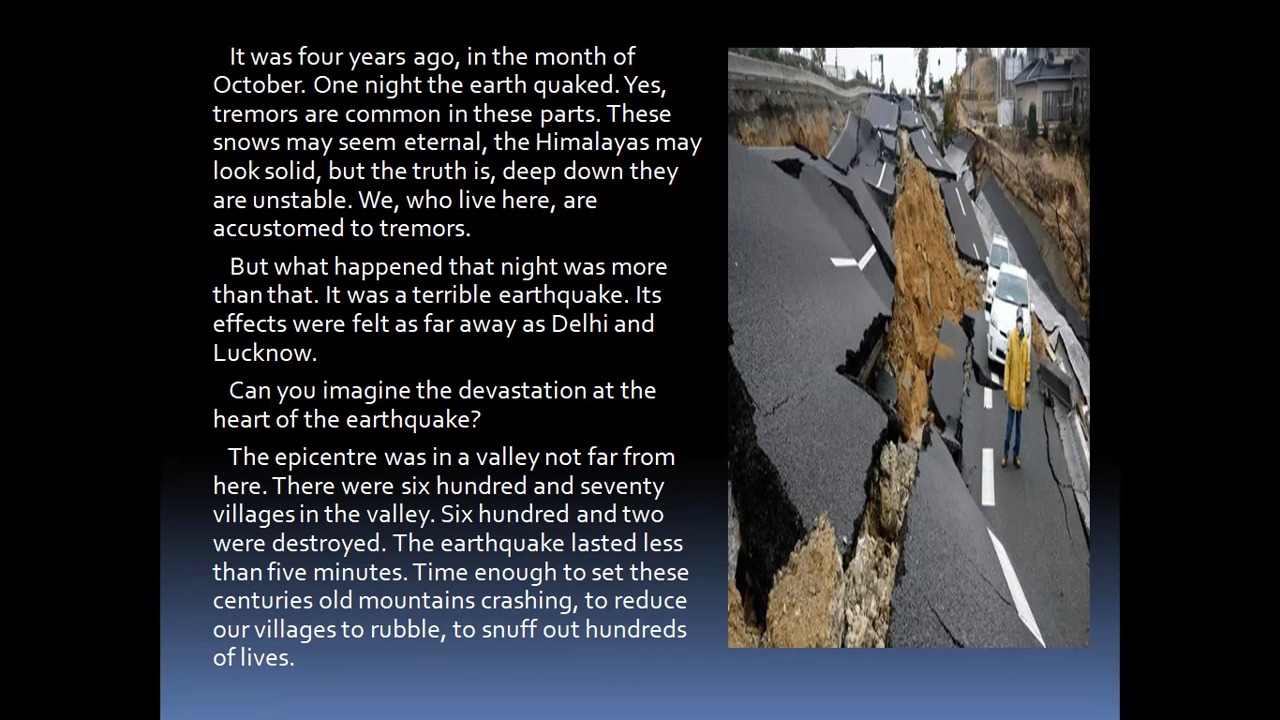 It was four years ago, in the month of
October. One night the earth quaked. Yes,
tremors are common in these parts. These
snows may seem eternal, the Himalayas may
look solid, but the truth is, deep down they
are unstable. We, who live here, are
accustomed to tremors.
But what happened that night was more
than that. It was a terrible earthquake. Its
effects were felt as far away as Delhi and
Lucknow.
Can you imagine the devastation at the
heart of the earthquake?
The epicentre was in a valley not far from
here. There were six hundred and seventy
villages in the valley. Six hundred and two
were destroyed. The earthquake lasted less
than five minutes. Time enough to set these
centuries old mountains crashing, to reduce
our villages to rubble, to snuff out hundreds
of lives.